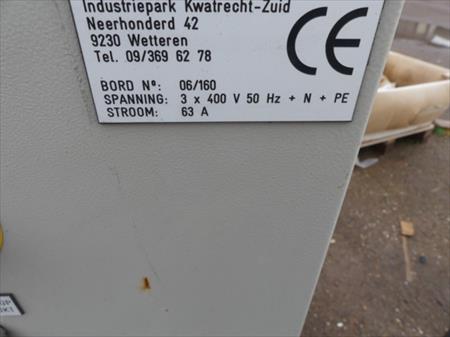 Industriepark Kwatrecht-Zuid
Neerhonderd 42
9230 Wetteren
Tel. 09/369 62 78
CE
BORD Nº: 06/160
SPANNING: 3 x 400 V 50 Hz + N + PE
STROOM: 63 A